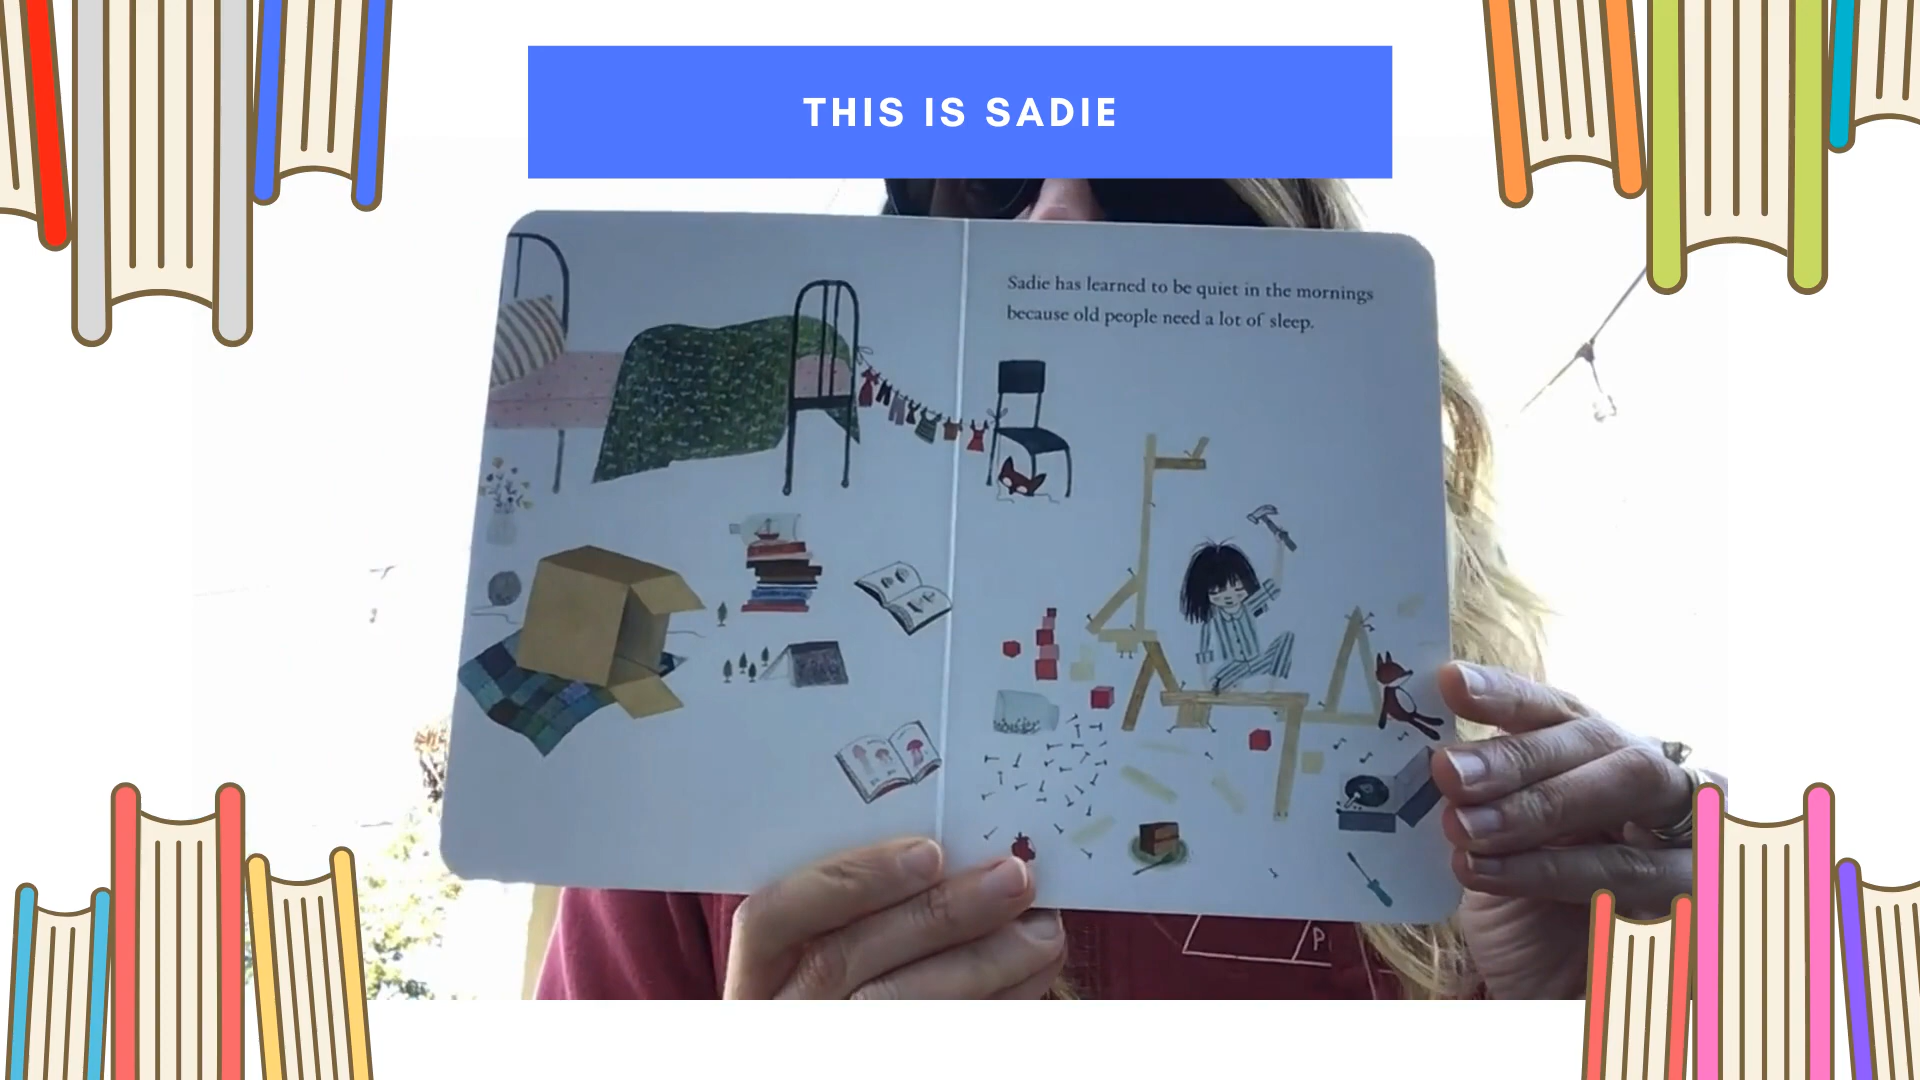 THIS IS SADIE
Sadie has learned to be quiet in the mornings
because old people need a lot of sleep.